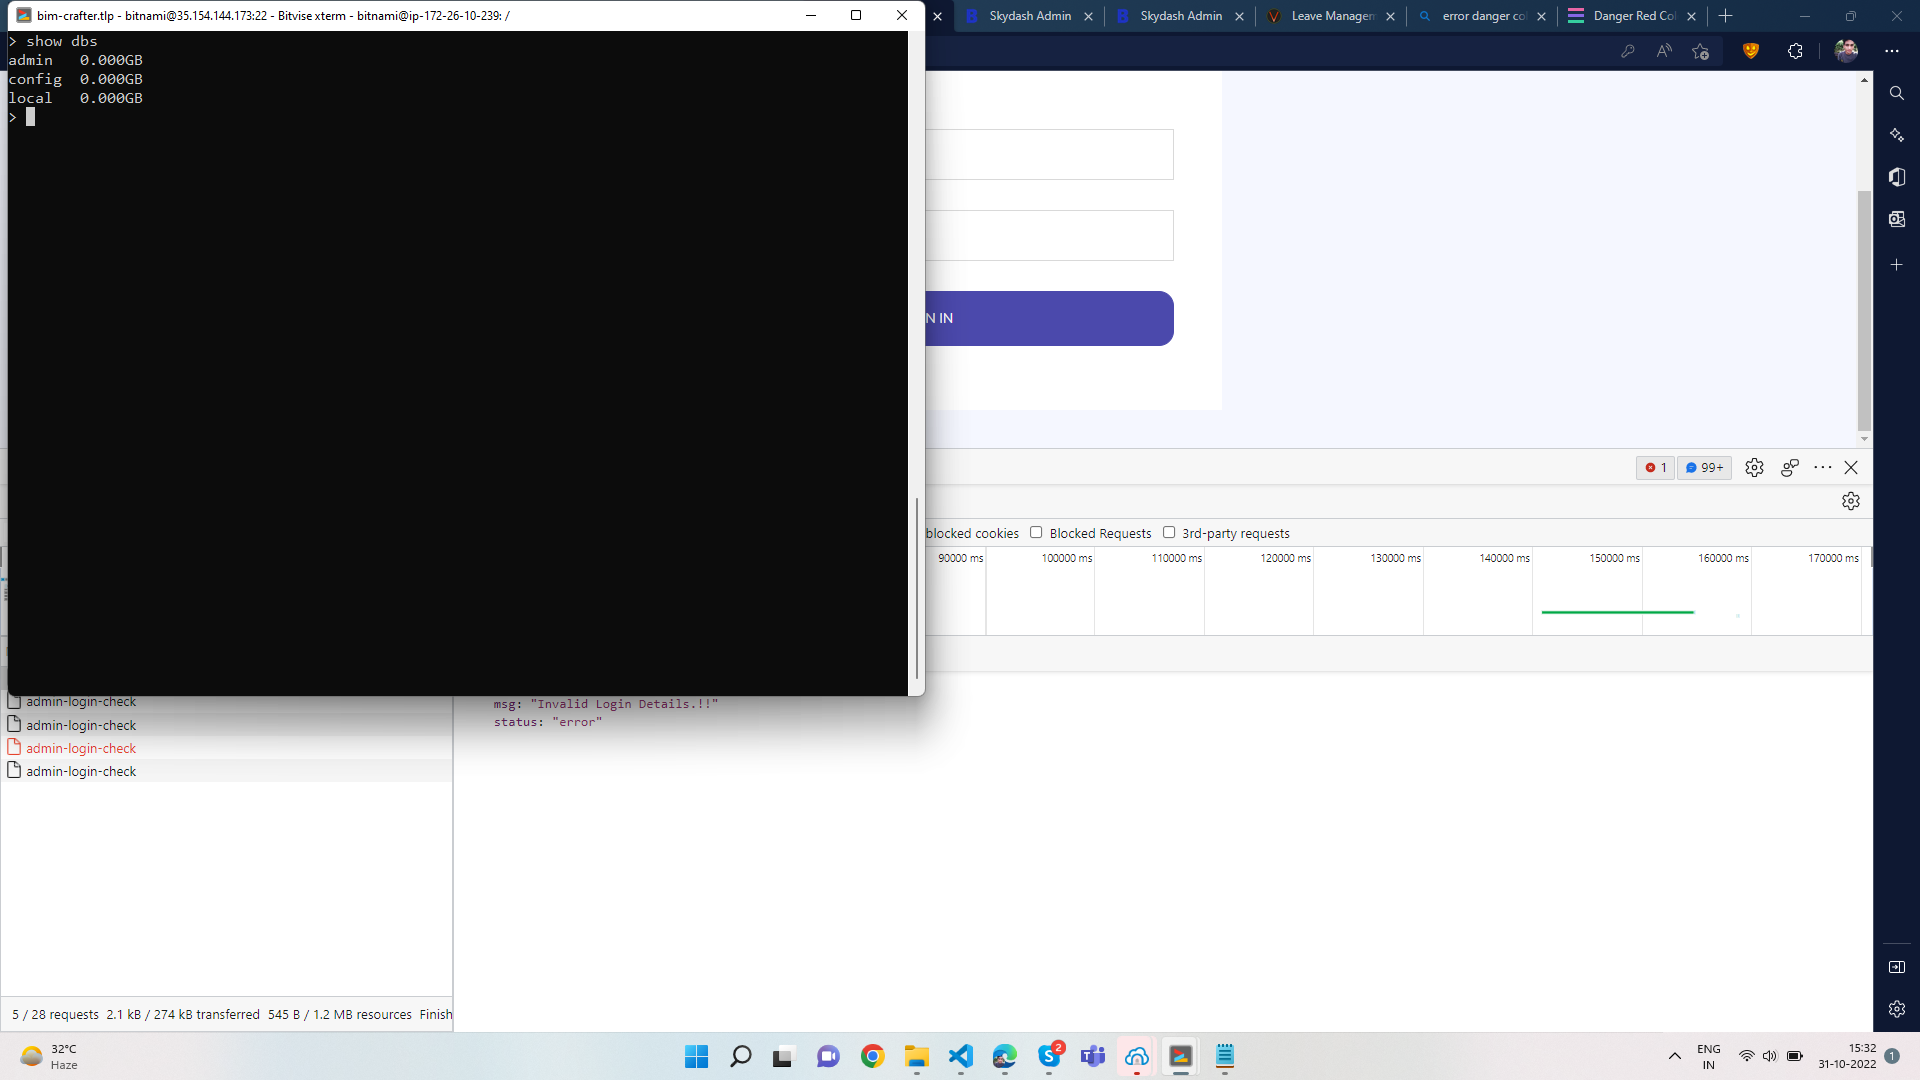 bim-crafter.tlp - bitnami@35.154.144.173:22 - Bitvise xterm - bitnami@ip-172-26-10-239: /
Skydash Admin
Skydash Admin
Leave Managem
error danger co
Danger Red Co
> show dbs
admin   0.000GB
config  0.000GB
local   0.000GB
>
N IN
1
99+
blocked cookies
Blocked Requests
3rd-party requests
90000 ms
100000 ms
110000 ms
120000 ms
130000 ms
140000 ms
150000 ms
160000 ms
170000 ms
admin-login-check
admin-login-check
admin-login-check
admin-login-check
msg: "Invalid Login Details.!!"
status: "error"
5 / 28 requests  2.1 kB / 274 kB transferred  545 B / 1.2 MB resources  Finish
32°C
Haze
2
ENG
IN
15:32
31-10-2022
1